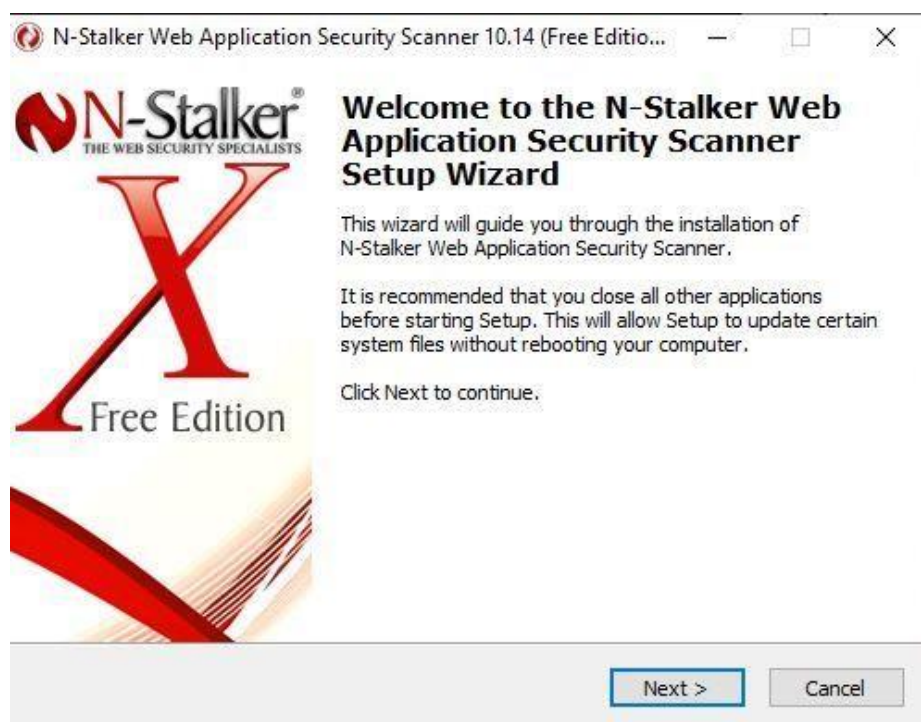 N-Stalker Web Application Security Scanner 10.14 (Free Editio...
N-Stalker®
THE WEB SECURITY SPECIALISTS
X
Free Edition
Welcome to the N-Stalker Web
Application Security Scanner
Setup Wizard
This wizard will guide you through the installation of
N-Stalker Web Application Security Scanner.
It is recommended that you close all other applications
before starting Setup. This will allow Setup to update certain
system files without rebooting your computer.
Click Next to continue.
Next >
Cancel